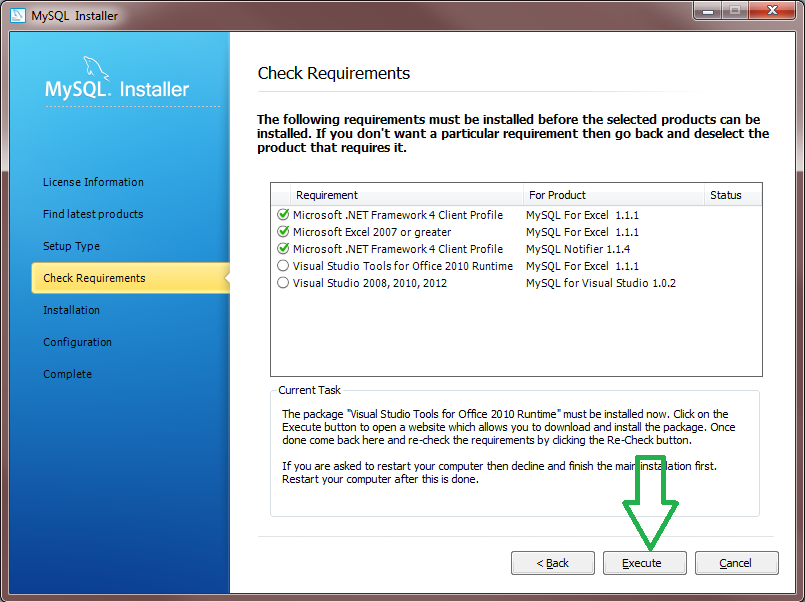 MySQL Installer
MySQL. Installer
License Information
Find latest products
Setup Type
Check Requirements
Installation
Configuration
Complete
Check Requirements
The following requirements must be installed before the selected products can be
installed. If you don't want a particular requirement then go back and deselect the
product that requires it.
Requirement For Product Status
Microsoft .NET Framework 4 Client Profile MySQL For Excel 1.1.1
Microsoft Excel 2007 or greater MySQL For Excel 1.1.1
Microsoft .NET Framework 4 Client Profile MySQL Notifier 1.1.4
Visual Studio Tools for Office 2010 Runtime MySQL For Excel 1.1.1
Visual Studio 2008, 2010, 2012 MySQL for Visual Studio 1.0.2
Current Task
The package "Visual Studio Tools for Office 2010 Runtime" must be installed now. Click on the
Execute button to open a website which allows you to download and install the package. Once
done come back here and re-check the requirements by clicking the Re-Check button.
If you are asked to restart your computer then decline and finish the main installation first.
Restart your computer after this is done.
< Back Execute Cancel